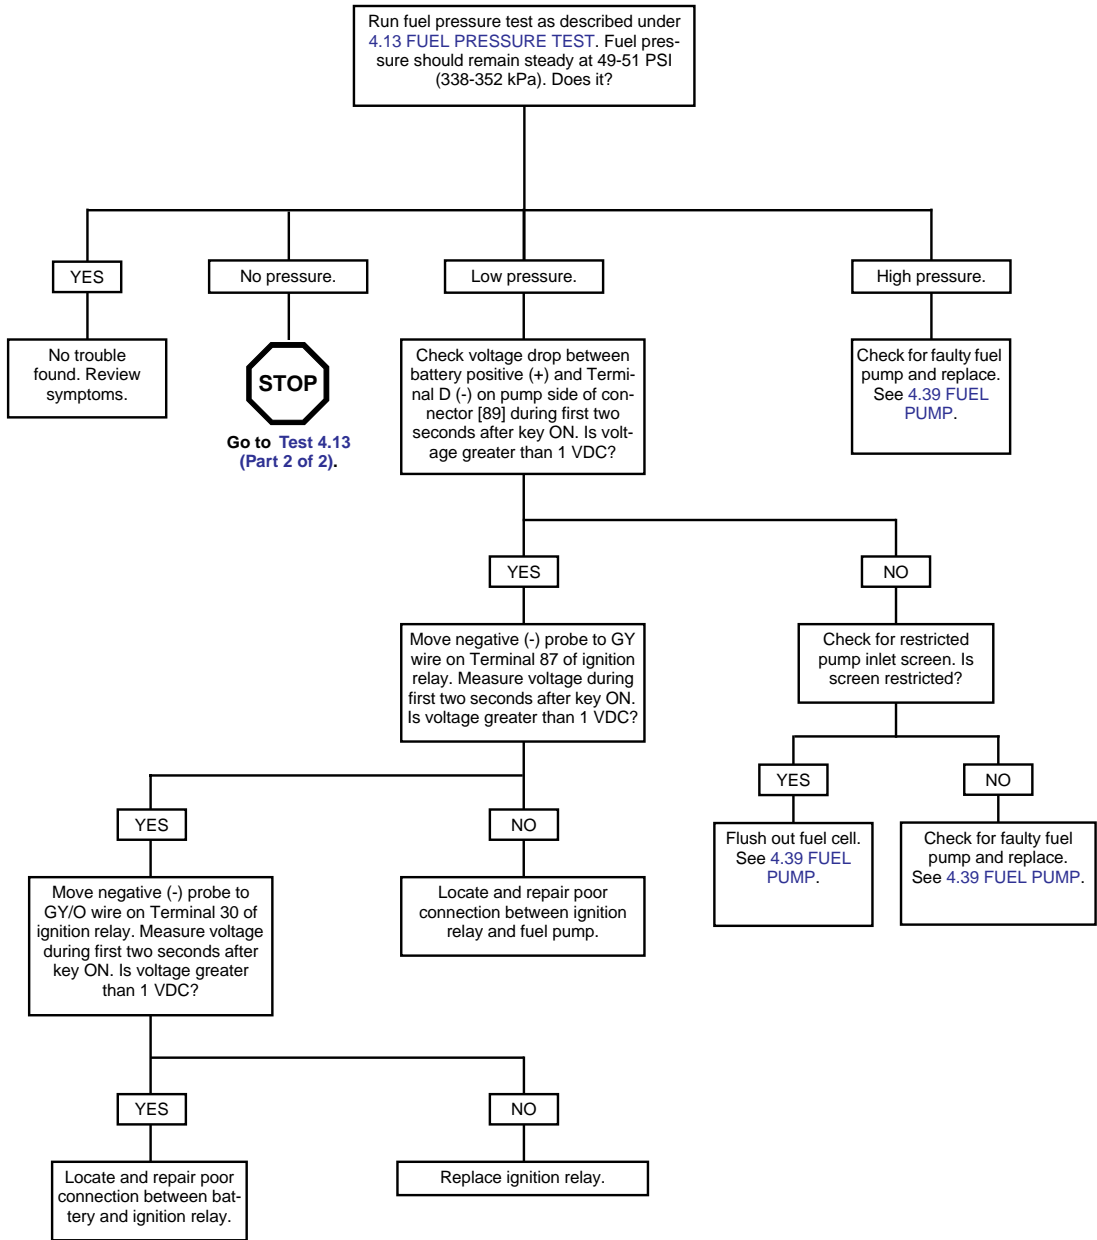 Run fuel pressure test as described under
4.13 FUEL PRESSURE TEST. Fuel pres-
sure should remain steady at 49-51 PSI
(338-352 kPa). Does it?
YES
No pressure.
Low pressure.
High pressure.
No trouble
found. Review
symptoms.
STOP
Go to Test 4.13
(Part 2 of 2).
Check voltage drop between
battery positive (+) and Termi-
nal D (-) on pump side of con-
nector [89] during first two
seconds after key ON. Is volt-
age greater than 1 VDC?
Check for faulty fuel
pump and replace.
See 4.39 FUEL
PUMP.
YES
NO
Move negative (-) probe to GY
wire on Terminal 87 of ignition
relay. Measure voltage during
first two seconds after key ON.
Is voltage greater than 1 VDC?
Check for restricted
pump inlet screen. Is
screen restricted?
YES
NO
YES
NO
Flush out fuel cell.
See 4.39 FUEL
PUMP.
Check for faulty fuel
pump and replace.
See 4.39 FUEL PUMP.
Move negative (-) probe to
GY/O wire on Terminal 30 of
ignition relay. Measure voltage
during first two seconds after
key ON. Is voltage greater
than 1 VDC?
Locate and repair poor
connection between ignition
relay and fuel pump.
YES
NO
Locate and repair poor
connection between bat-
tery and ignition relay.
Replace ignition relay.